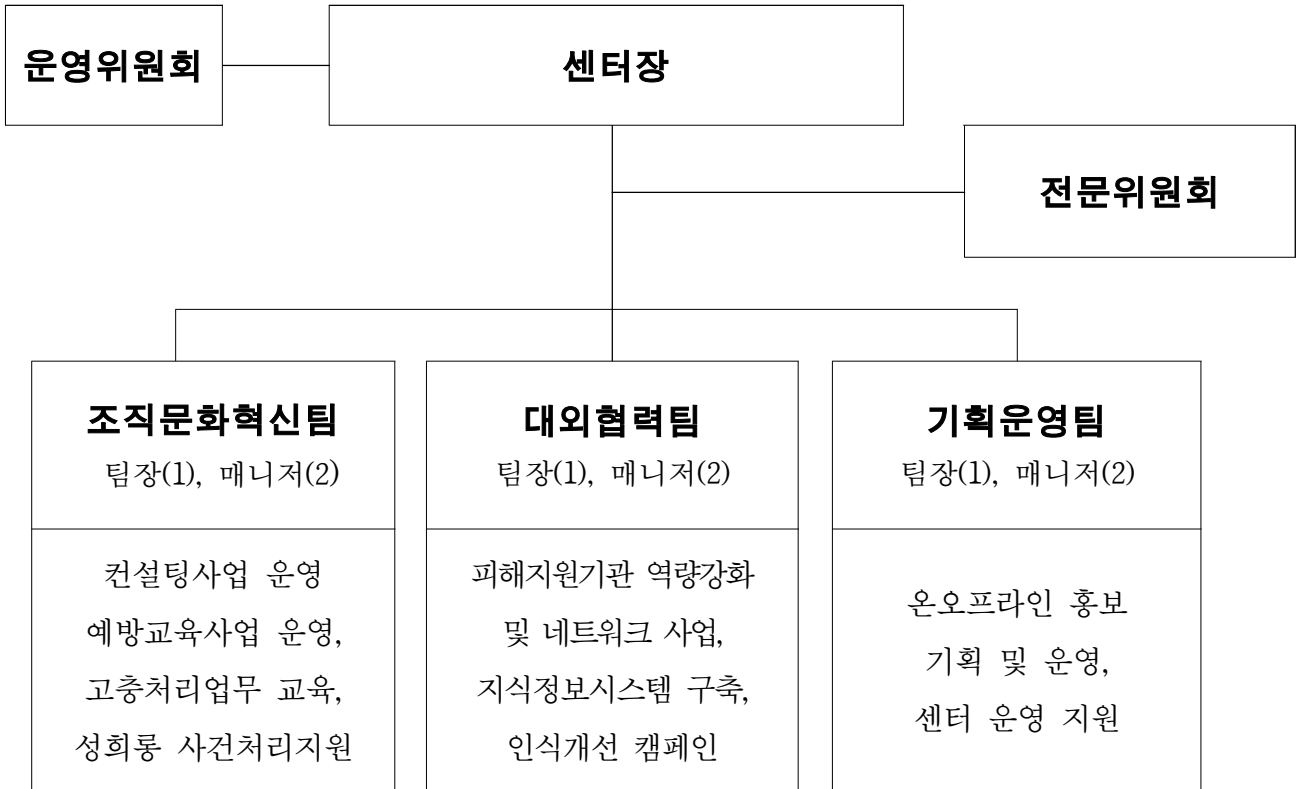 운영위원회
센터장
전문위원회
조직문화혁신팀
팀장(1), 매니저(2)
컨설팅사업 운영
예방교육사업 운영,
고충처리업무 교육,
성희롱 사건처리지원
대외협력팀
팀장(1), 매니저(2)
피해지원기관 역량강화
및 네트워크 사업,
지식정보시스템 구축,
인식개선 캠페인
기획운영팀
팀장(1), 매니저(2)
온오프라인 홍보
기획 및 운영,
센터 운영 지원